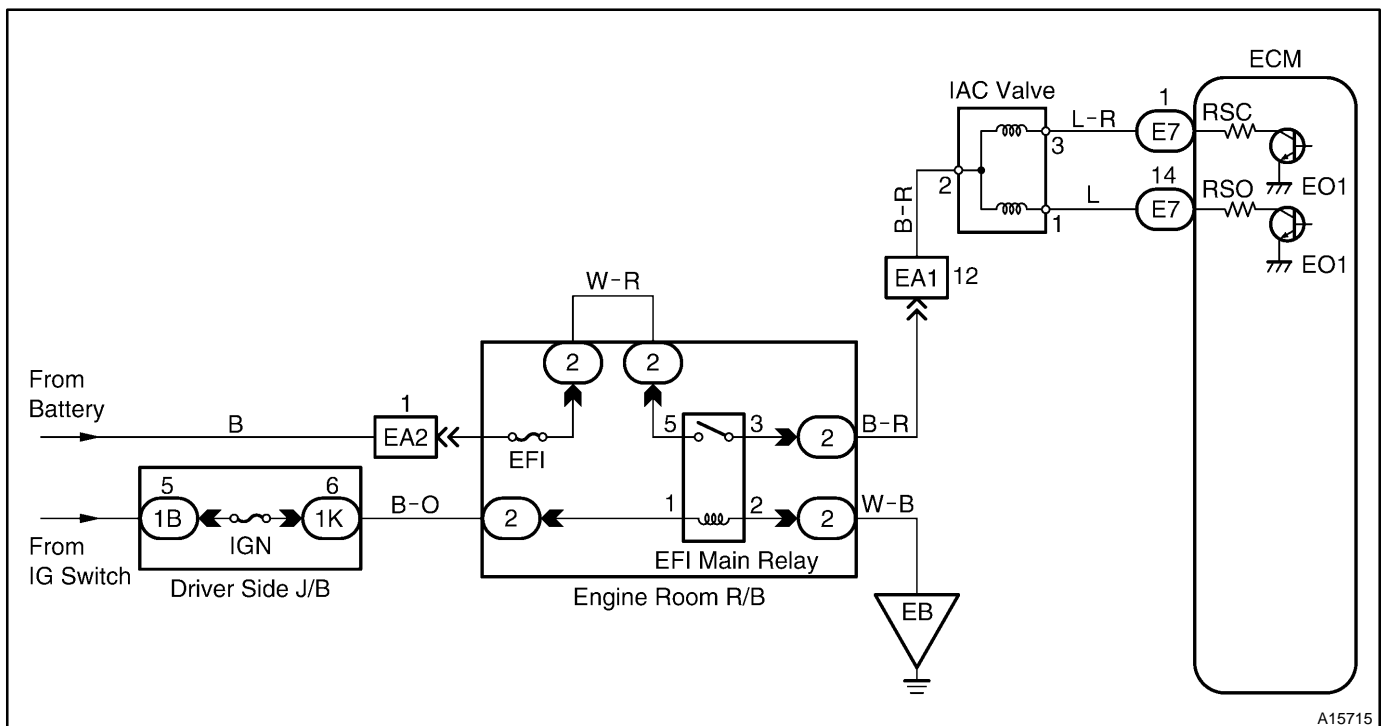 ECM
IAC Valve
1
L-R
E7
RSC
3
EO1
2
14
L
E7
RSO
1
EO1
B-R
EA1
12
W-R
2
2
From
Battery
B
1
EA2
EFI
5
3
2
B-R
5
6
1B
IGN
1K
B-O
2
1
2
2
W-B
From
IG Switch
Driver Side J/B
EFI Main Relay
Engine Room R/B
EB
A15715